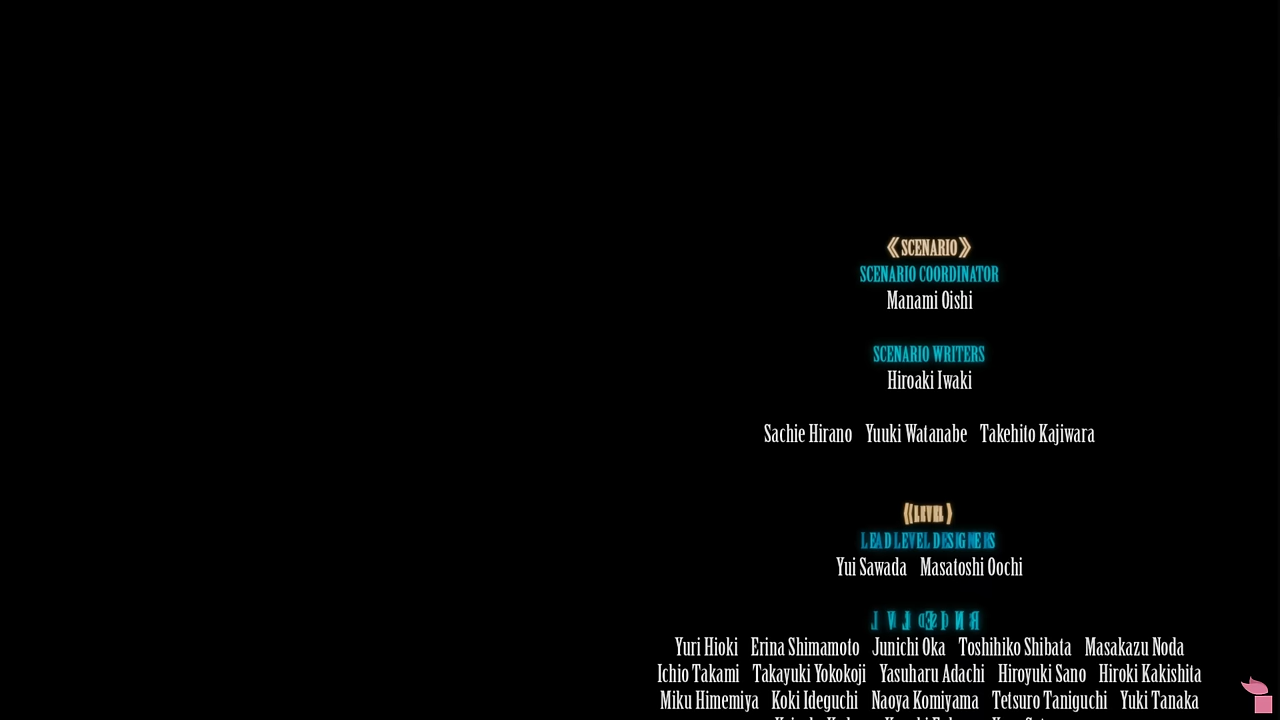 《SCENARIO》
SCENARIO COORDINATOR
Manami Oishi
SCENARIO WRITERS
Hiroaki Iwaki
Sachie Hirano Yuuki Watanabe Takehito Kajiwara
《LEVEL》
LEAD LEVEL DESIGNERS
Yui Sawada Masatoshi Oochi
Yuri Hioki Erina Shimamoto Junichi Oka Toshihiko Shibata Masakazu Noda
Ichio Takami Takayuki Yokokoji Yasuharu Adachi Hiroyuki Sano Hiroki Kakishita
Miku Himemiya Koki Ideguchi Naoya Komiyama Tetsuro Taniguchi Yuki Tanaka